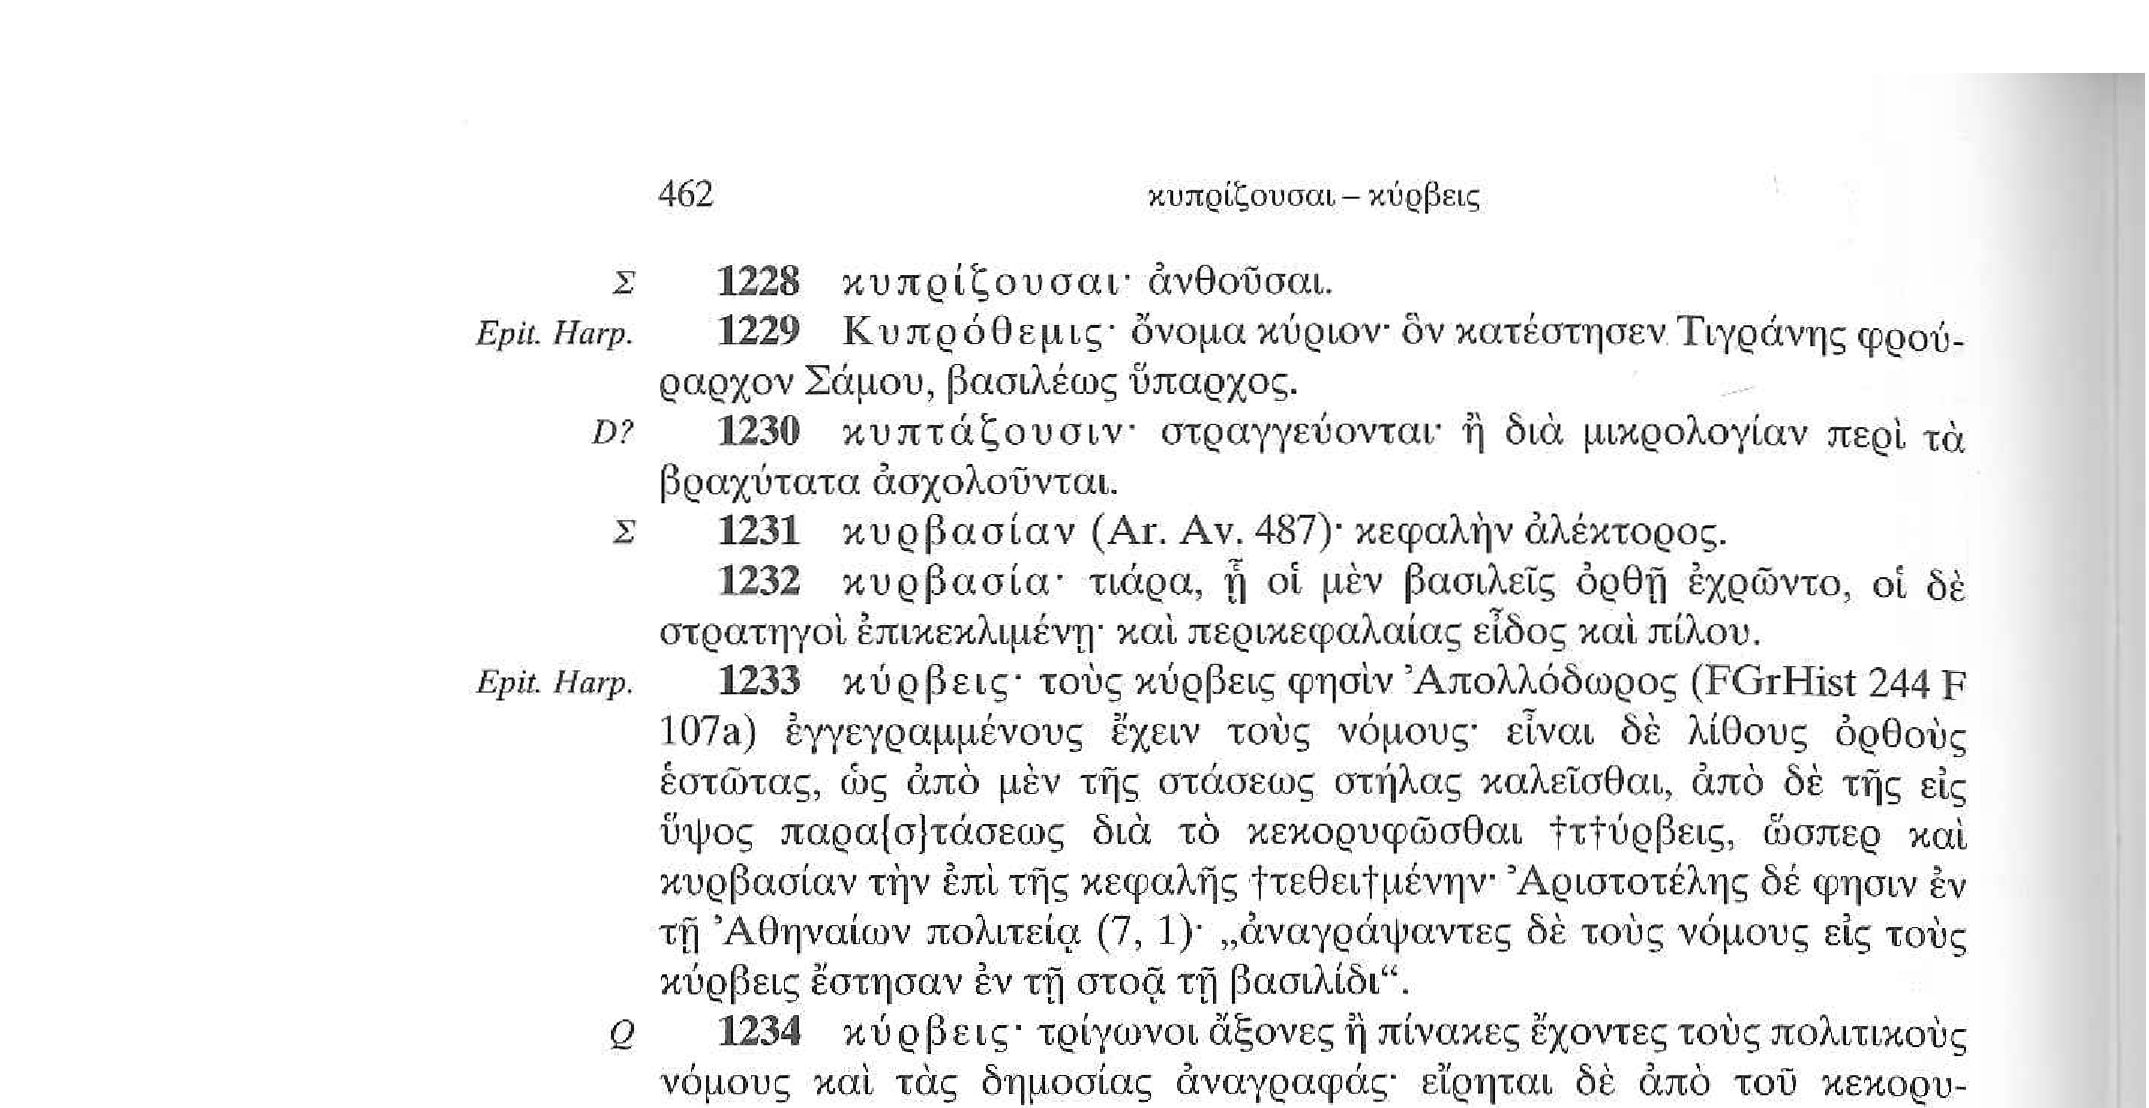 462 κυπρίζουσαι – κύρβεις
Σ 1228 κυπρίζουσαι· ἀνθοῦσαι.
Epit. Harp. 1229 Κυπρόθεμις· ὄνομα κύριον· ὃν κατέστησεν Τιγράνης φρού-
ραρχον Σάμου, βασιλέως ὕπαρχος.
D? 1230 κυπτάζουσιν· στραγγεύονται· ἢ διὰ μικρολογίαν περὶ τὰ
βραχύτατα ἀσχολοῦνται.
Σ 1231 κυρβασίαν (Ar. Av. 487)· κεφαλὴν ἀλέκτορος.
1232 κυρβασία· τιάρα, ᾗ οἱ μὲν βασιλεῖς ὀρθῇ ἐχρῶντο, οἱ δὲ
στρατηγοὶ ἐπικεκλιμένῃ· καὶ περικεφαλαίας εἶδος καὶ πίλου.
Epit. Harp. 1233 κύρβεις· τοὺς κύρβεις φησὶν Ἀπολλόδωρος (FGrHist 244 F
107a) ἐγγεγραμμένους ἔχειν τοὺς νόμους· εἶναι δὲ λίθους ὀρθοὺς
ἑστῶτας, ὡς ἀπὸ μὲν τῆς στάσεως στήλας καλεῖσθαι, ἀπὸ δὲ τῆς εἰς
ὕψος παρα{σ}τάσεως διὰ τὸ κεκορυφῶσθαι †τ†ύρβεις, ὥσπερ καὶ
κυρβασίαν τὴν ἐπὶ τῆς κεφαλῆς †τεθει†μένην· Ἀριστοτέλης δέ φησιν ἐν
τῇ Ἀθηναίων πολιτείᾳ (7, 1)· „ἀναγράψαντες δὲ τοὺς νόμους εἰς τοὺς
κύρβεις ἔστησαν ἐν τῇ στοᾷ τῇ βασιλίδι“.
Q 1234 κύρβεις· τρίγωνοι ἄξονες ἢ πίνακες ἔχοντες τοὺς πολιτικοὺς
νόμους καὶ τὰς δημοσίας ἀναγραφάς· εἴρηται δὲ ἀπὸ τοῦ κεκορυ-